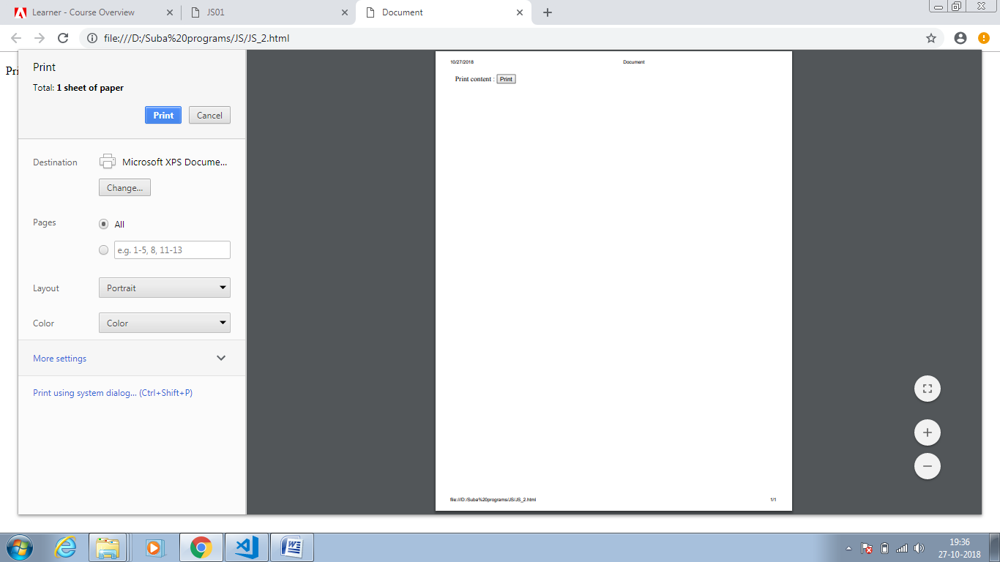 Learner - Course Overview
JS01
Document
file:///D:/Suba%20programs/JS/JS_2.html
Pri
Print
Total: 1 sheet of paper
Print
Cancel
Destination
Microsoft XPS Docume...
Change...
Pages
All
e.g. 1-5, 8, 11-13
Layout
Portrait
Color
Color
More settings
Print using system dialog... (Ctrl+Shift+P)
10/27/2018
Document
Print content : Print
file:///D:/Suba%20programs/JS/JS_2.html
1/1
19:36
27-10-2018